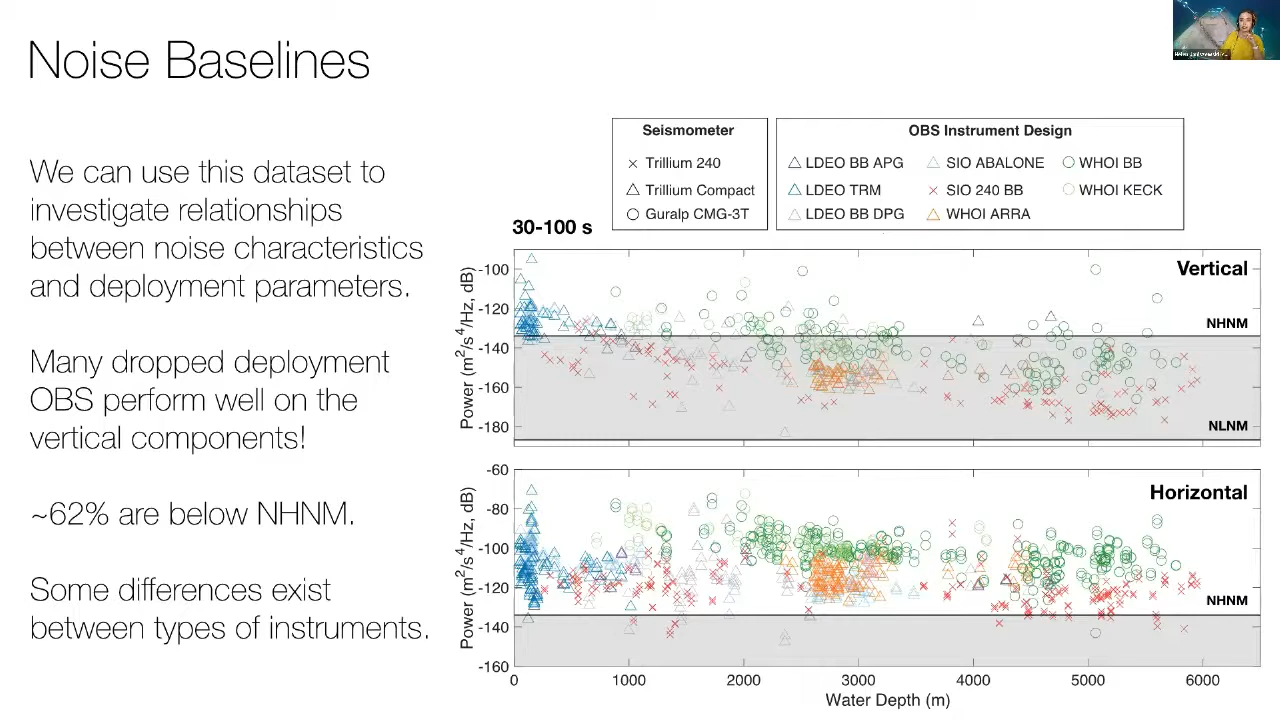 Noise Baselines
We can use this dataset to
investigate relationships
between noise characteristics
and deployment parameters.
Many dropped deployment
OBS perform well on the
vertical components!
~62% are below NHNM.
Some differences exist
between types of instruments.
Seismometer
Trillium 240
Trillium Compact
Guralp CMG-3T
OBS Instrument Design
LDEO BB APG SIO ABALONE WHOI BB
LDEO TRM SIO 240 BB WHOI KECK
LDEO BB DPG WHOI ARRA
30-100 s
Vertical
NHNM
NLNM
Power (m²/s⁴/Hz, dB)
-100
-120
-140
-160
-180
Horizontal
NHNM
Power (m²/s⁴/Hz, dB)
-60
-80
-100
-120
-140
-160
0 1000 2000 3000 4000 5000 6000
Water Depth (m)